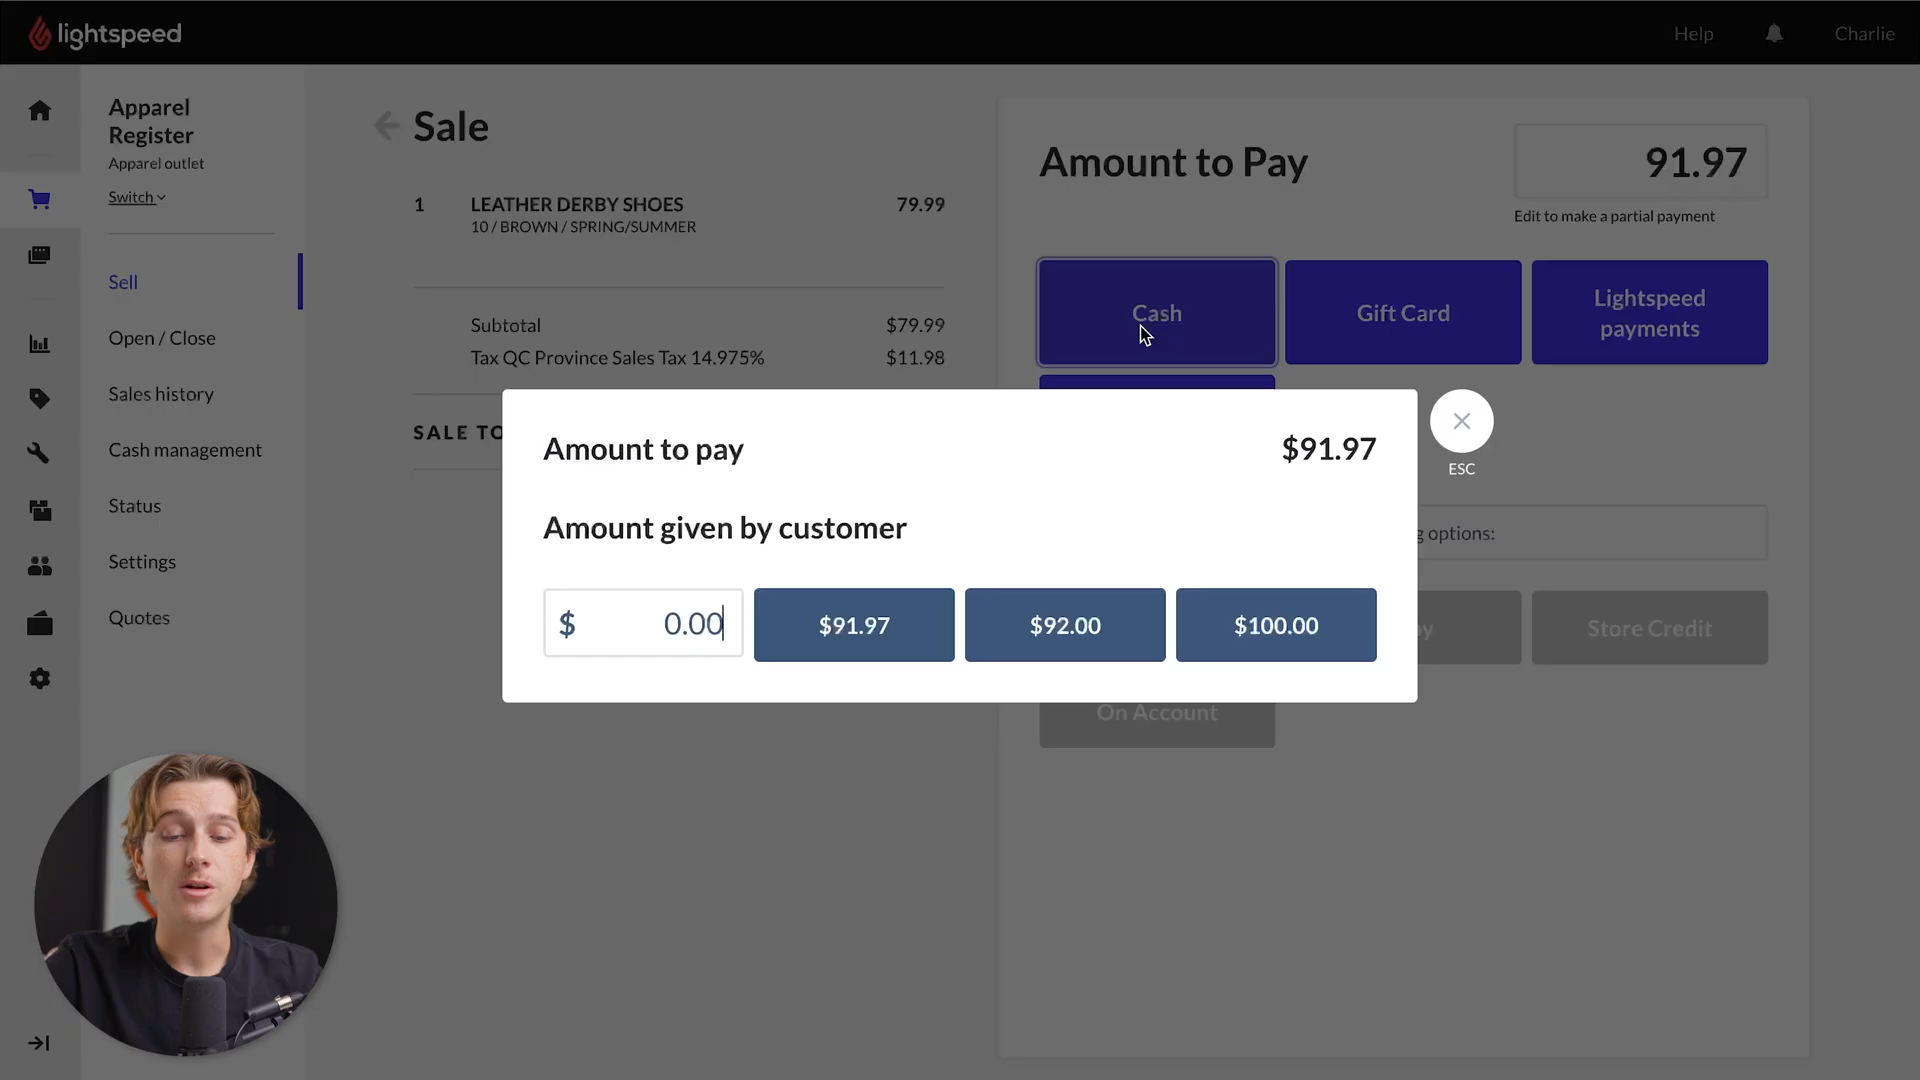 lightspeed
Help
Charlie
Apparel
Register
Apparel outlet
Switch
Sell
Open / Close
Sales history
Cash management
Status
Settings
Quotes
Sale
1 LEATHER DERBY SHOES 79.99
10 / BROWN / SPRING/SUMMER
Subtotal $79.99
Tax QC Province Sales Tax 14.975% $11.98
SALE TO
Amount to Pay 91.97
Edit to make a partial payment
Cash
Gift Card
Lightspeed
payments
Amount to pay $91.97
ESC
Amount given by customer
options:
$ 0.00 $91.97 $92.00 $100.00
Store Credit
On Account